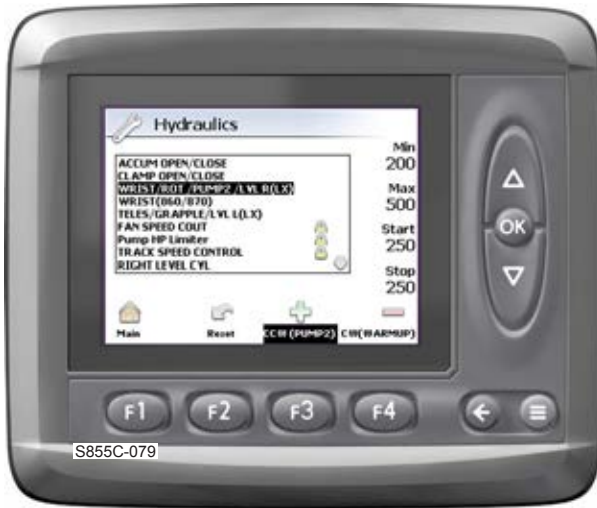 Hydraulics
ACCUM OPEN/CLOSE
CLAMP OPEN/CLOSE
WRIST/ROT /PUMP2 /LVL R(LX)
WRIST(860/870)
TELES/GRAPPLE/LVL L(LX)
FAN SPEED COUT
Pump HP Limiter
TRACK SPEED CONTROL
RIGHT LEVEL CYL
Min
200
Max
500
Start
250
Stop
250
Main Reset CCW (PUMP2) CW(WARMUP)
OK
F1 F2 F3 F4
S855C-079